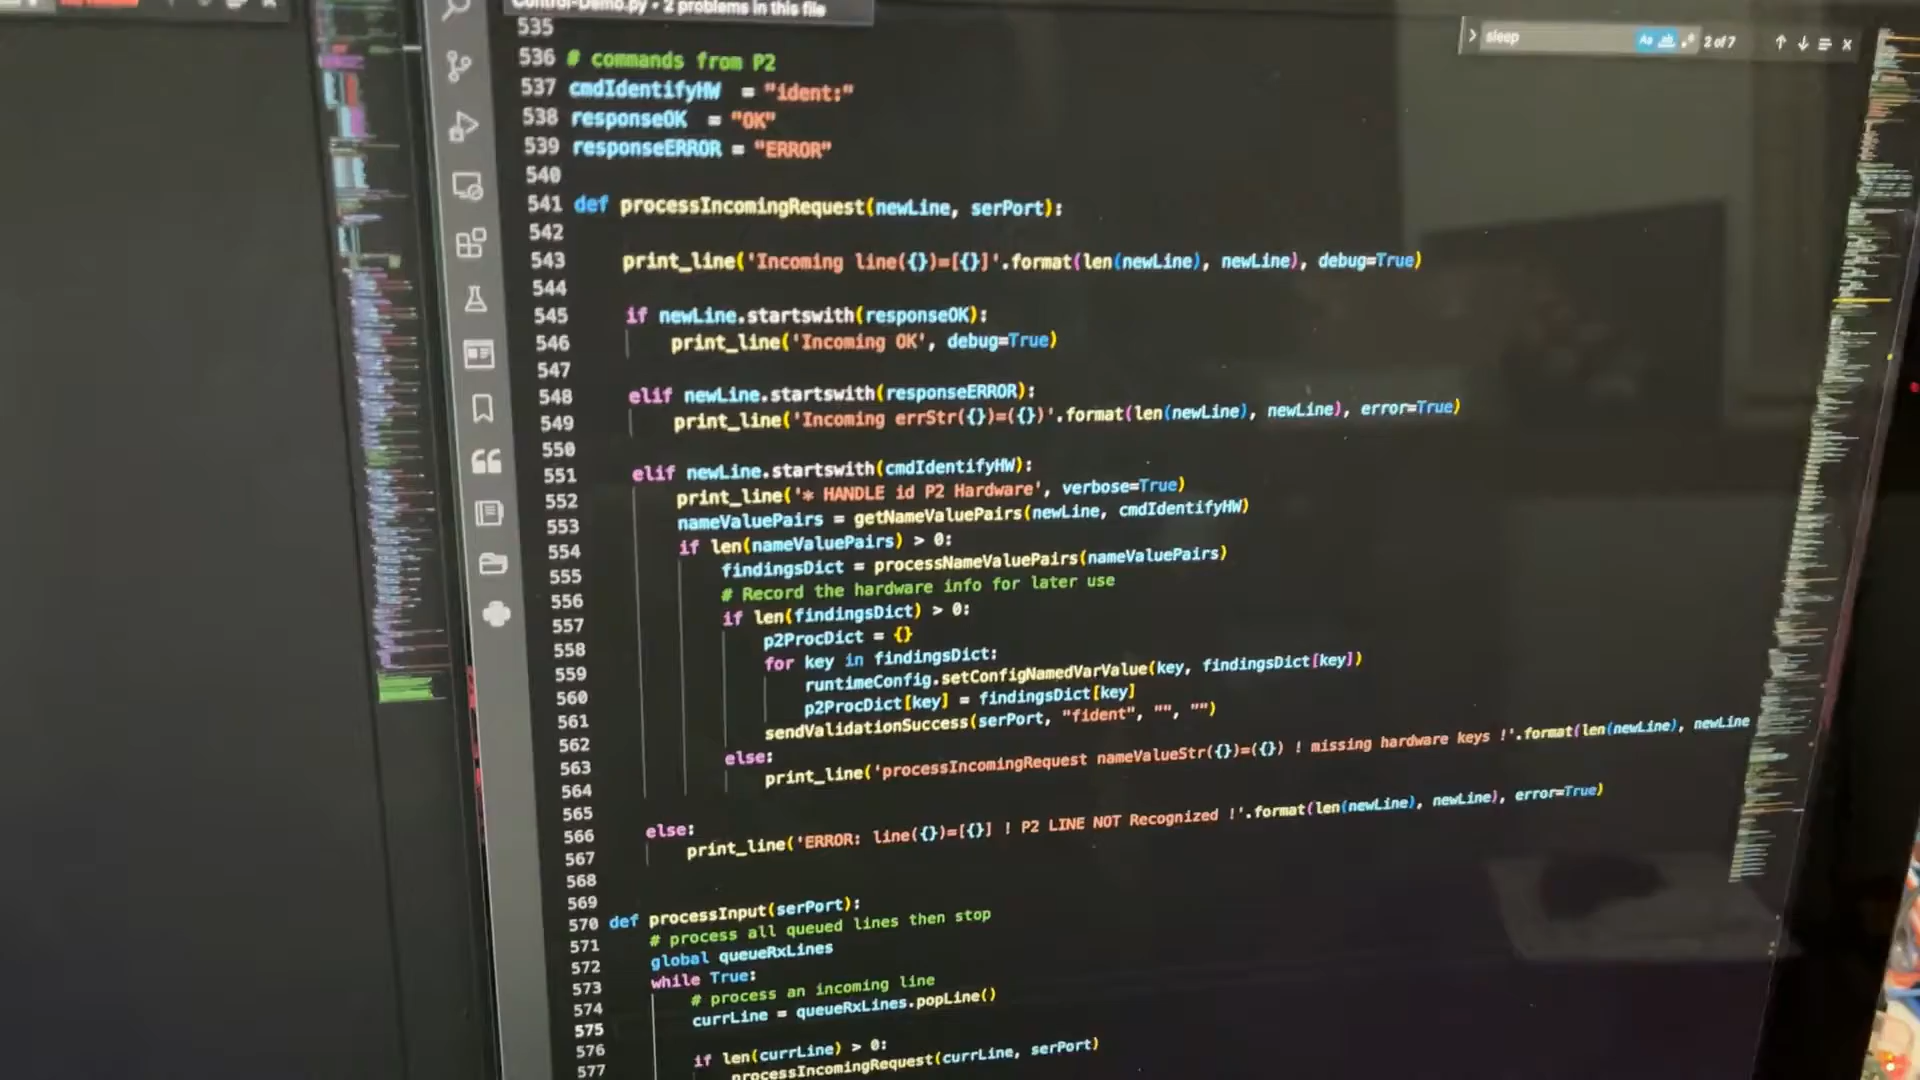 Control-Demo.py • 2 problems in this file
sleep
Aa ab .* 2 of 7
535
536 # commands from P2
537 cmdIdentifyHW = "ident:"
538 responseOK = "OK"
539 responseERROR = "ERROR"
540
541 def processIncomingRequest(newLine, serPort):
542
543 print_line('Incoming line({})=[{}]'.format(len(newLine), newLine), debug=True)
544
545 if newLine.startswith(responseOK):
546 print_line('Incoming OK', debug=True)
547
548 elif newLine.startswith(responseERROR):
549 print_line('Incoming errStr({})=({})'.format(len(newLine), newLine), error=True)
550
551 elif newLine.startswith(cmdIdentifyHW):
552 print_line('* HANDLE id P2 Hardware', verbose=True)
553 nameValuePairs = getNameValuePairs(newLine, cmdIdentifyHW)
554 if len(nameValuePairs) > 0:
555 findingsDict = processNameValuePairs(nameValuePairs)
556 # Record the hardware info for later use
557 if len(findingsDict) > 0:
558 p2ProcDict = {}
559 for key in findingsDict:
560 runtimeConfig.setConfigNamedVarValue(key, findingsDict[key])
561 p2ProcDict[key] = findingsDict[key]
562 sendValidationSuccess(serPort, "fident", "", "")
563 else:
564 print_line('processIncomingRequest nameValueStr({})=({}) ! missing hardware keys !'.format(len(newLine), newLine
565
566 else:
567 print_line('ERROR: line({})=[{}] ! P2 LINE NOT Recognized !'.format(len(newLine), newLine), error=True)
568
569
570 def processInput(serPort):
571 # process all queued lines then stop
572 global queueRxLines
573 while True:
574 # process an incoming line
575 currLine = queueRxLines.popLine()
576
577 if len(currLine) > 0:
processIncomingRequest(currLine, serPort)